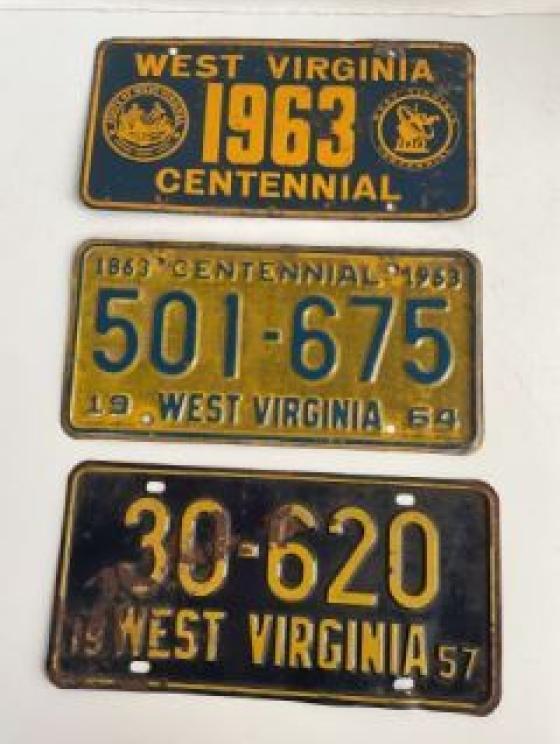 WEST VIRGINIA
1963
CENTENNIAL
1863 CENTENNIAL 1963
501-675
19 WEST VIRGINIA 64
30-620
19 WEST VIRGINIA 57